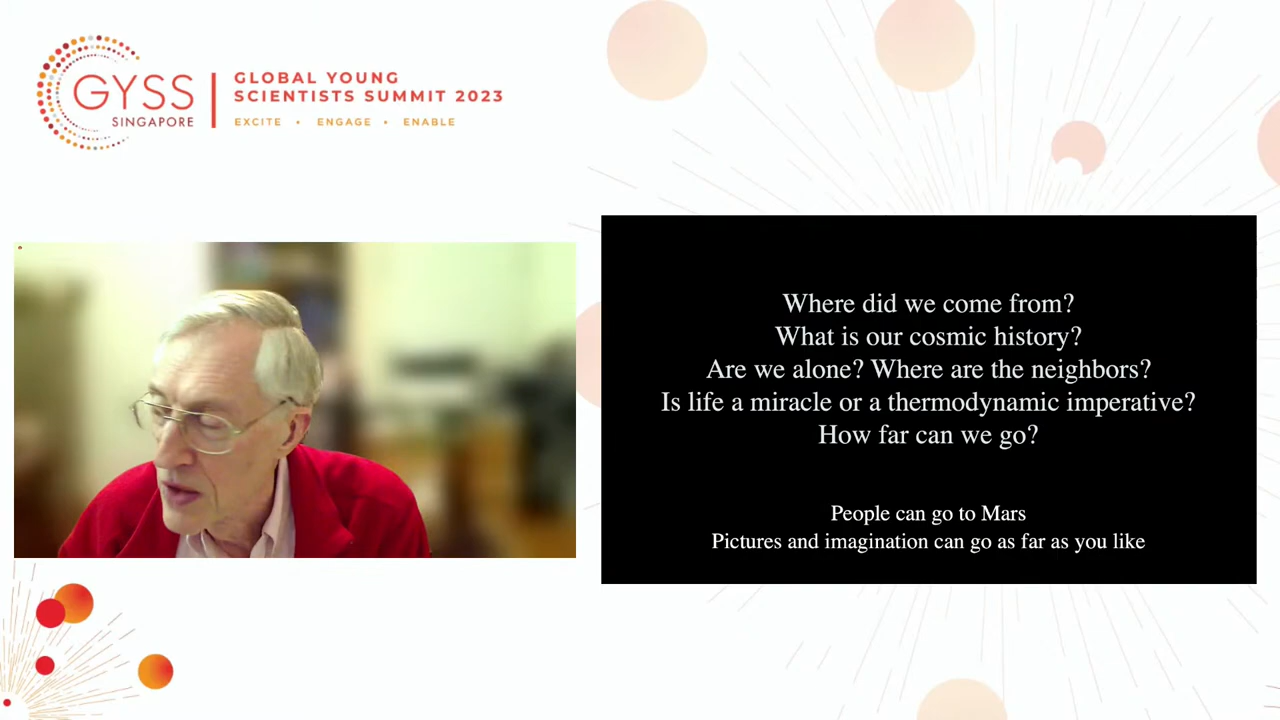 GYSS
SINGAPORE
GLOBAL YOUNG
SCIENTISTS SUMMIT 2023
EXCITE • ENGAGE • ENABLE
Where did we come from?
What is our cosmic history?
Are we alone? Where are the neighbors?
Is life a miracle or a thermodynamic imperative?
How far can we go?
People can go to Mars
Pictures and imagination can go as far as you like